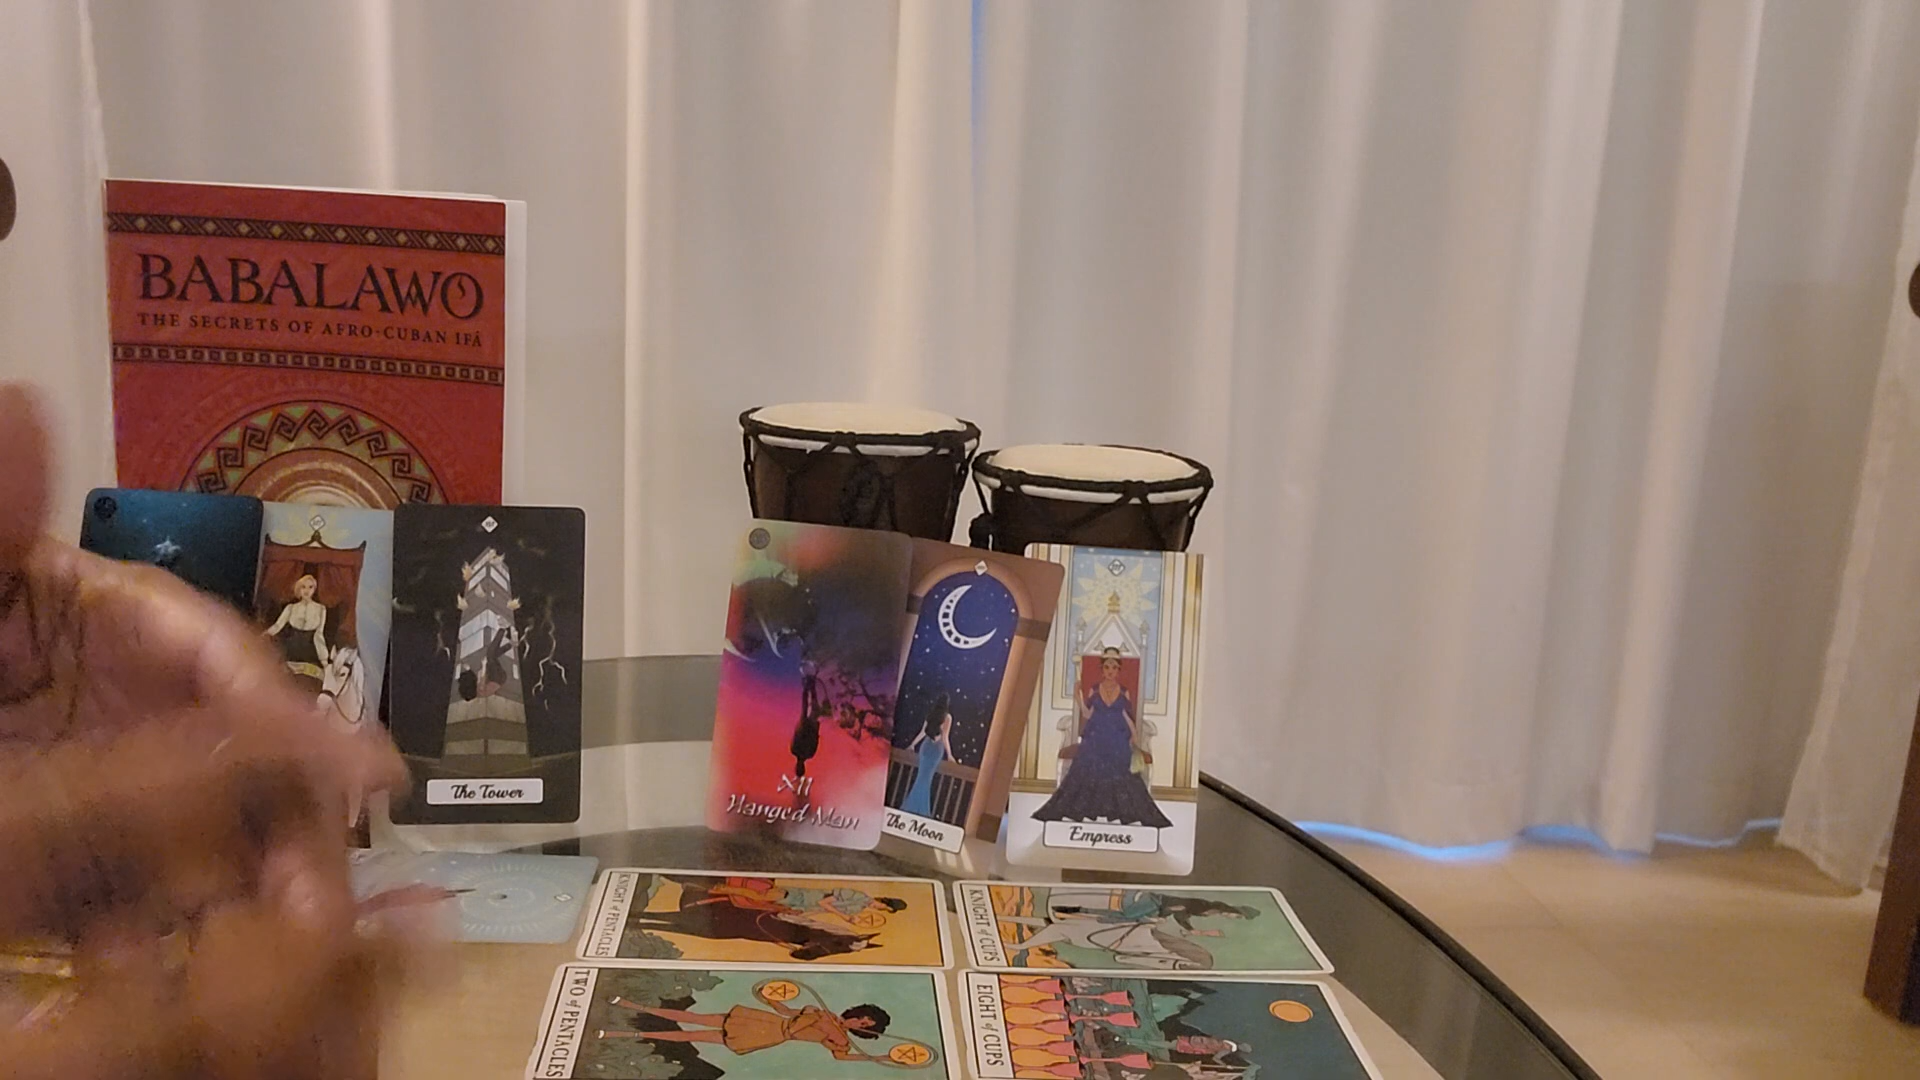 BABALAWO
THE SECRETS OF AFRO-CUBAN IFÁ
The Tower
XII
Hanged Man
The Moon
Empress
KNIGHT of PENTACLES
KNIGHT of CUPS
TWO of PENTACLES
EIGHT of CUPS